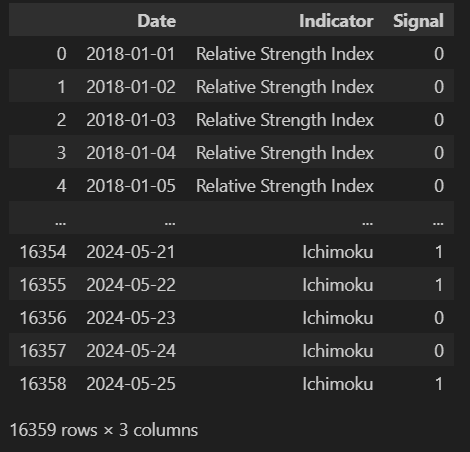 Date Indicator Signal
0 2018-01-01 Relative Strength Index 0
1 2018-01-02 Relative Strength Index 0
2 2018-01-03 Relative Strength Index 0
3 2018-01-04 Relative Strength Index 0
4 2018-01-05 Relative Strength Index 0
... ... ... ...
16354 2024-05-21 Ichimoku 1
16355 2024-05-22 Ichimoku 1
16356 2024-05-23 Ichimoku 0
16357 2024-05-24 Ichimoku 0
16358 2024-05-25 Ichimoku 1
16359 rows × 3 columns